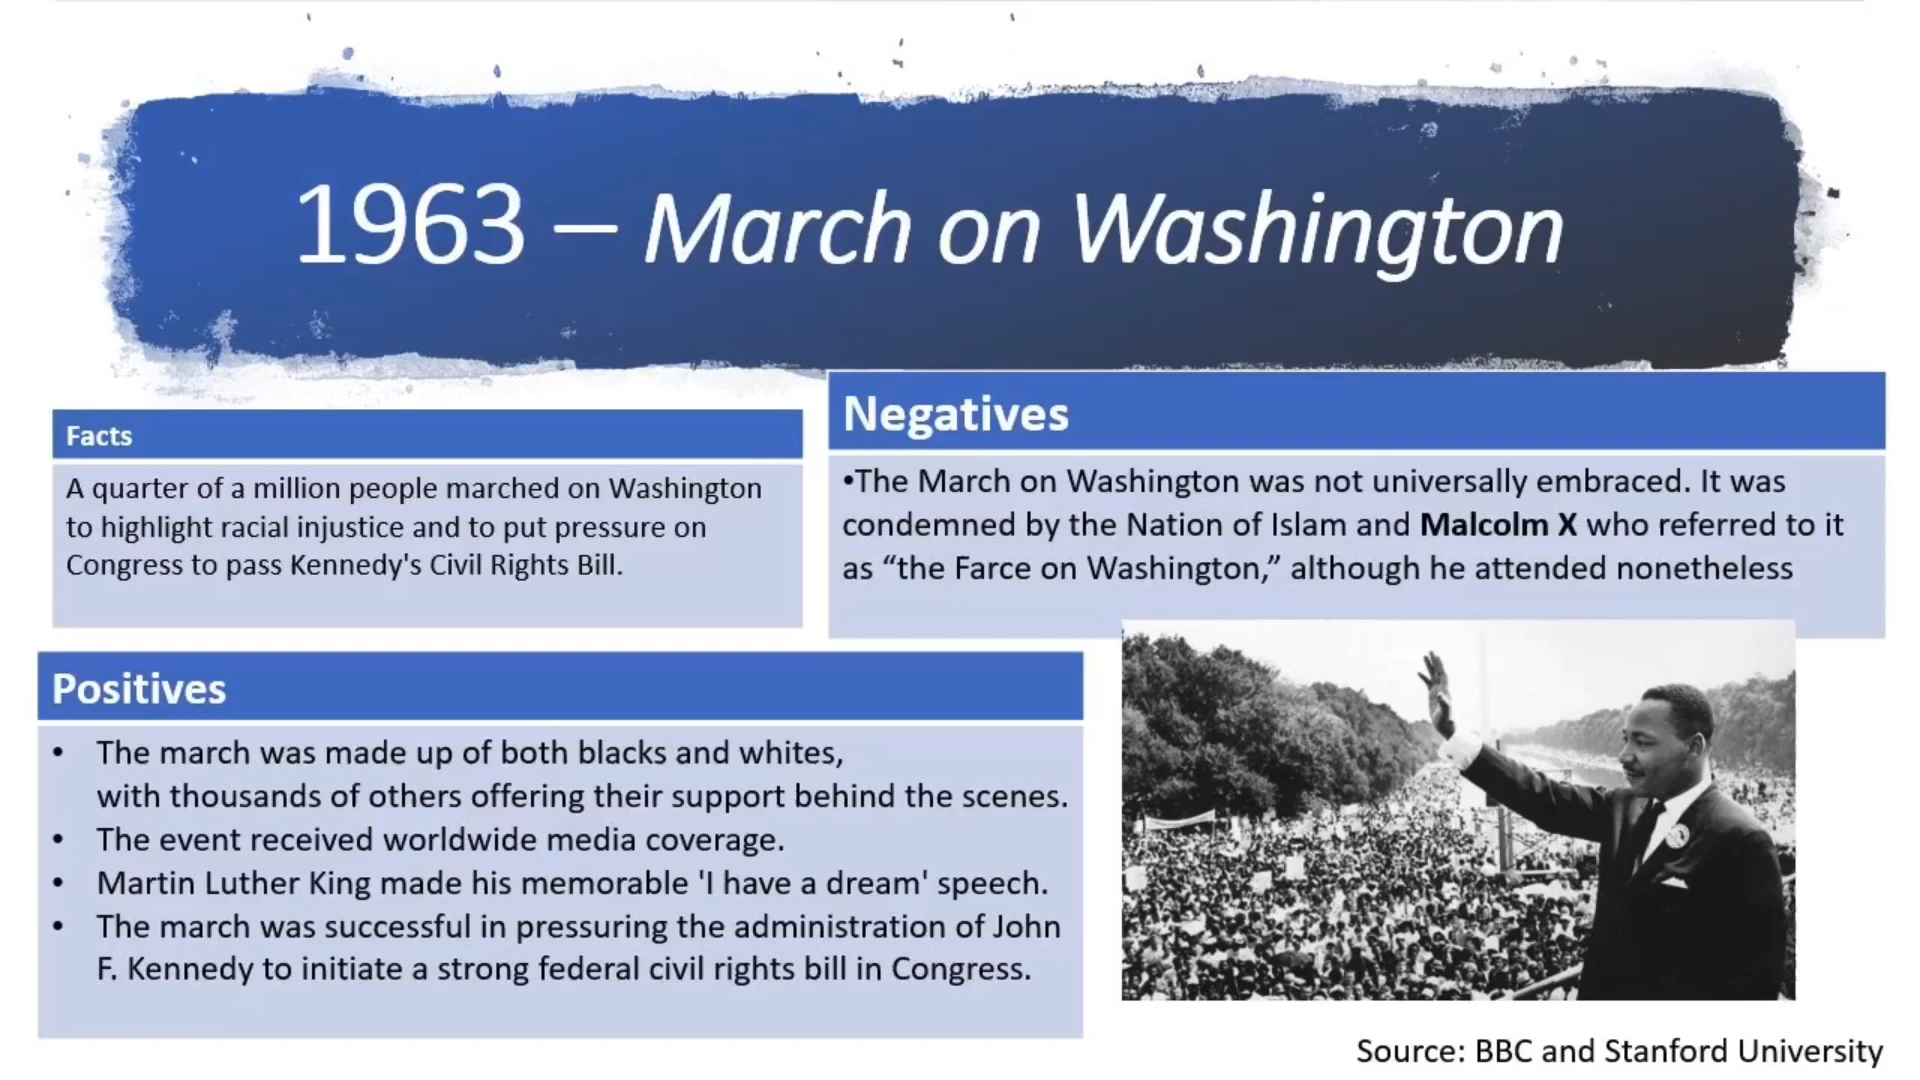 1963 – March on Washington
Facts
A quarter of a million people marched on Washington
to highlight racial injustice and to put pressure on
Congress to pass Kennedy's Civil Rights Bill.
Negatives
•The March on Washington was not universally embraced. It was
condemned by the Nation of Islam and Malcolm X who referred to it
as “the Farce on Washington,” although he attended nonetheless
Positives
• The march was made up of both blacks and whites,
with thousands of others offering their support behind the scenes.
• The event received worldwide media coverage.
• Martin Luther King made his memorable 'I have a dream' speech.
• The march was successful in pressuring the administration of John
F. Kennedy to initiate a strong federal civil rights bill in Congress.
Source: BBC and Stanford University